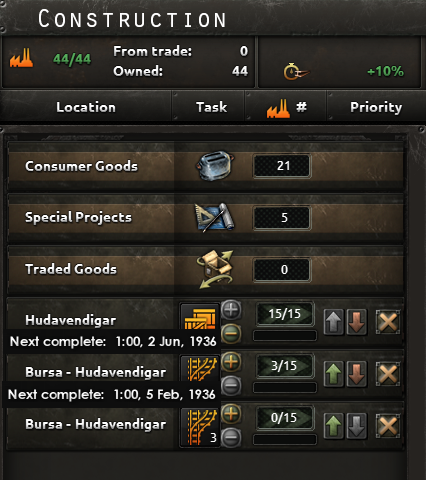 Construction
44/44
From trade: 0
Owned: 44
+10%
Location Task # Priority
Consumer Goods 21
Special Projects 5
Traded Goods 0
Hudavendigar 15/15
Next complete: 1:00, 2 Jun, 1936
Bursa - Hudavendigar 3/15
Next complete: 1:00, 5 Feb, 1936
Bursa - Hudavendigar 3 0/15